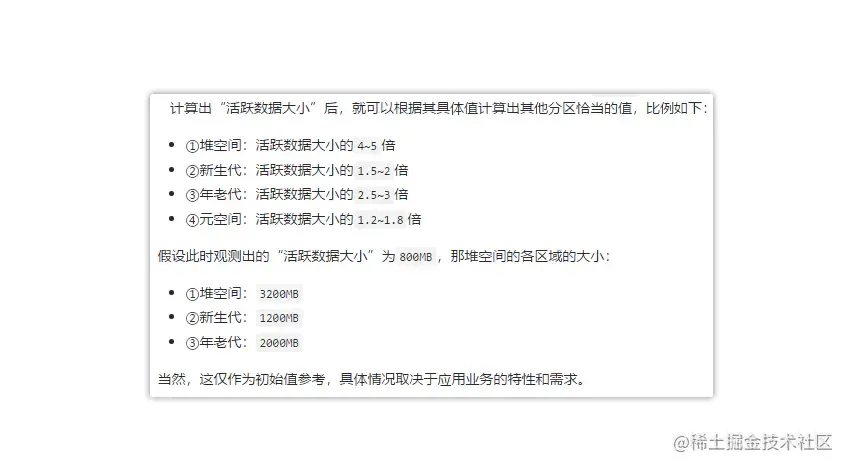 计算出“活跃数据大小”后，就可以根据其具体值计算出其他分区恰当的值，比例如下：
①堆空间：活跃数据大小的 4~5 倍
②新生代：活跃数据大小的 1.5~2 倍
③年老代：活跃数据大小的 2.5~3 倍
④元空间：活跃数据大小的 1.2~1.8 倍
假设此时观测出的“活跃数据大小”为 800MB，那堆空间的各区域的大小：
①堆空间：3200MB
②新生代：1200MB
③年老代：2000MB
当然，这仅作为初始值参考，具体情况取决于应用业务的特性和需求。
@稀土掘金技术社区